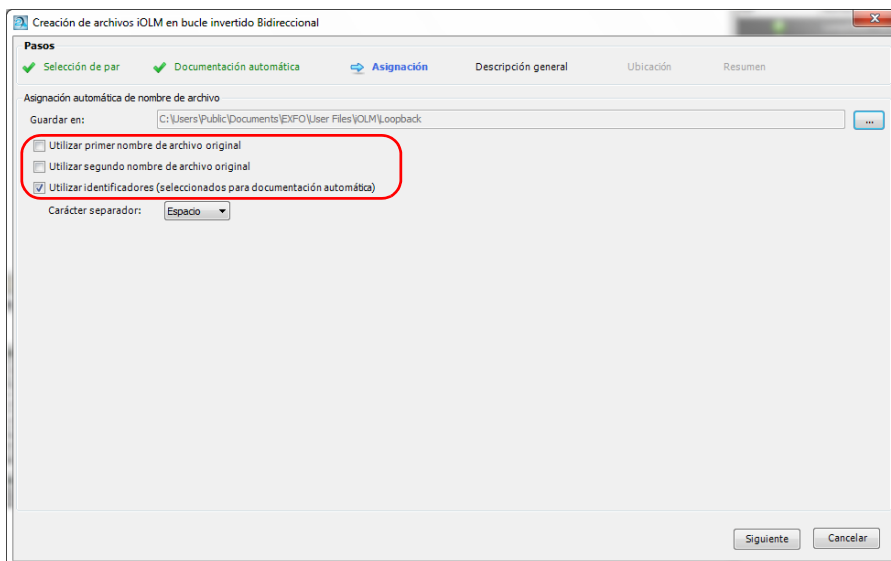 Creación de archivos iOLM en bucle invertido Bidireccional
Pasos
Selección de par Documentación automática Asignación Descripción general Ubicación Resumen
Asignación automática de nombre de archivo
Guardar en: C:\Users\Public\Documents\EXFO\User Files\iOLM\Loopback ...
Utilizar primer nombre de archivo original
Utilizar segundo nombre de archivo original
Utilizar identificadores (seleccionados para documentación automática)
Carácter separador: Espacio
Siguiente Cancelar